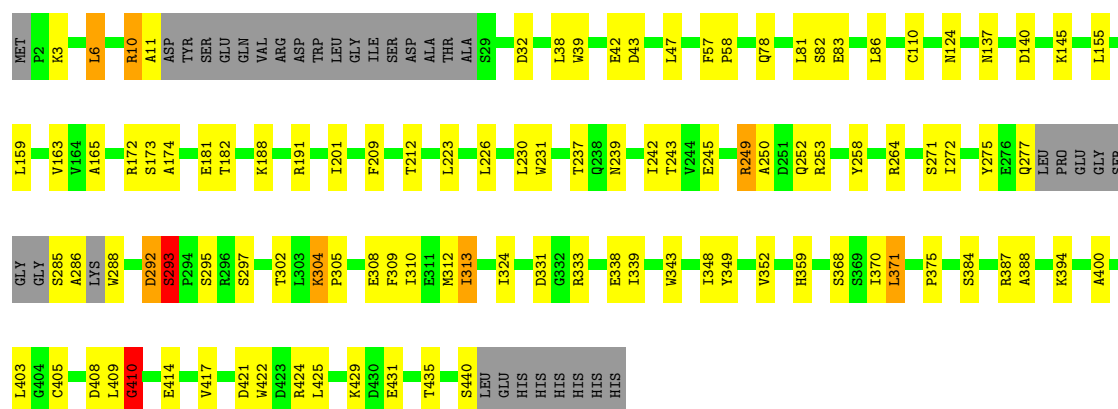 MET P2 K3 L6 R10 A11 ASP TYR SER GLU GLN VAL ARG ASP TRP LEU GLY ILE SER ASP ALA THR ALA S29 D32 L38 W39 E42 D43 L47 F57 P58 Q78 L81 S82 E83 L86 C110 N124 N137 D140 K145 L155
L159 V163 V164 A165 R172 S173 A174 E181 T182 K188 R191 I201 F209 T212 L223 L226 L230 W231 T237 Q238 N239 I242 T243 V244 E245 R249 A250 D251 Q252 R253 Y258 R264 S271 I272 Y275 E276 Q277 LEU PRO GLU GLY SER
GLY GLY S285 A286 LYS W288 D292 S293 P294 S295 R296 S297 T302 L303 K304 P305 E308 F309 I310 E311 M312 I313 I324 D331 G332 R333 E338 I339 W343 I348 Y349 V352 H359 S368 S369 I370 L371 P375 S384 R387 A388 K394 A400
L403 G404 C405 D408 L409 G410 E414 V417 D421 W422 D423 R424 L425 K429 D430 E431 T435 S440 LEU GLU HIS HIS HIS HIS HIS HIS